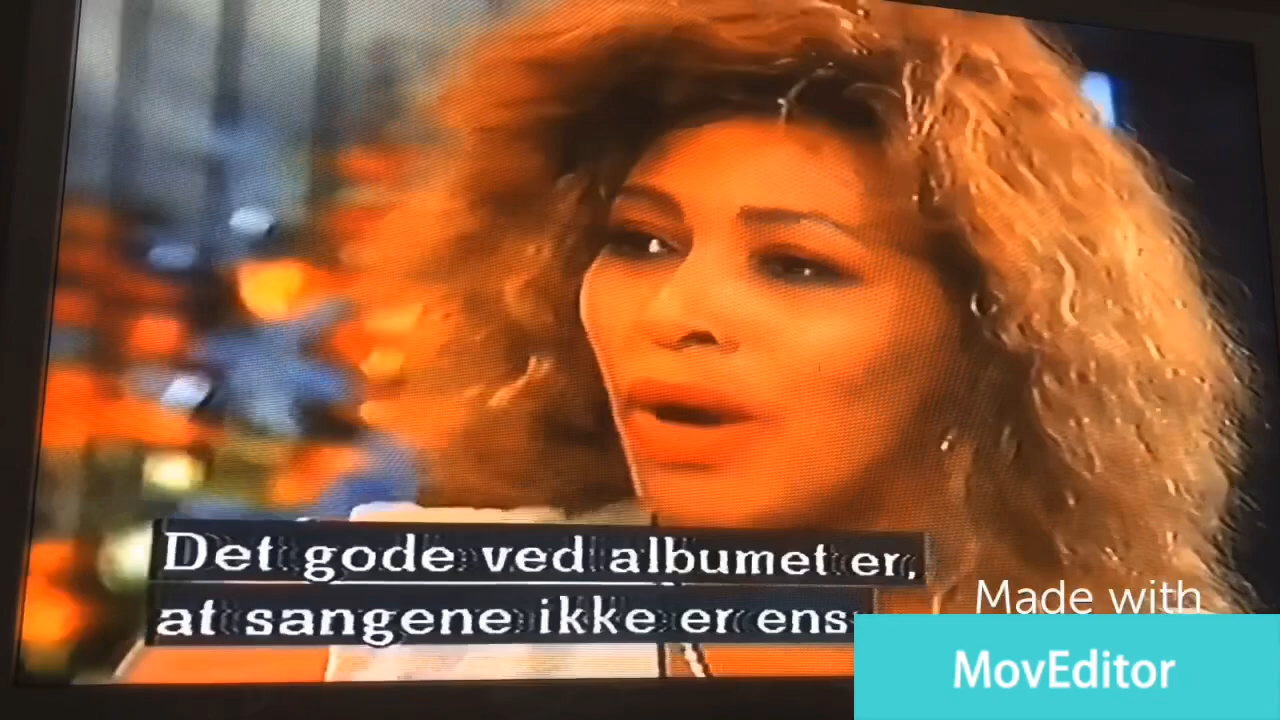 Det gode ved albumet er,
at sangene ikke er ens
Made with
MovEditor